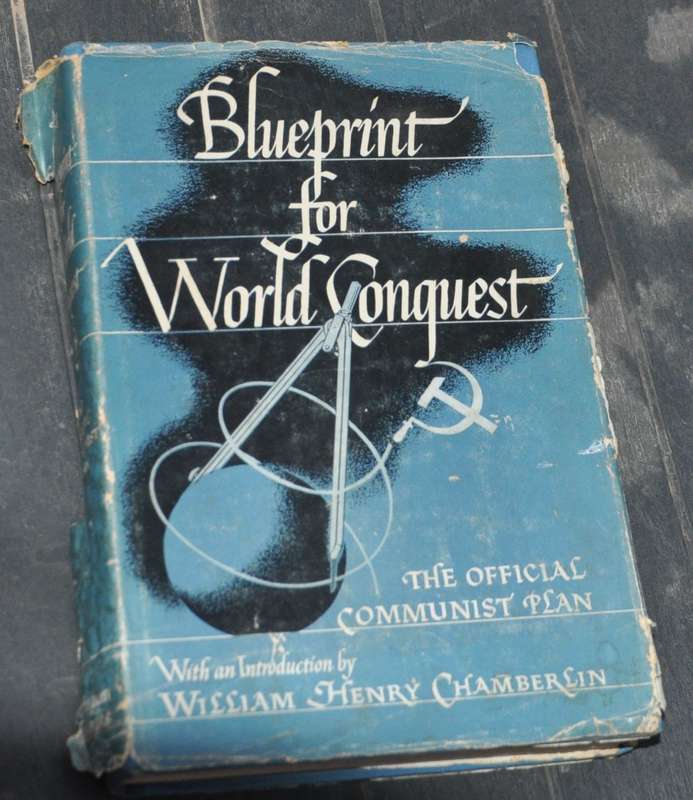 Blueprint
for
World Conquest
THE OFFICIAL
COMMUNIST PLAN
With an Introduction by
WILLIAM HENRY CHAMBERLIN